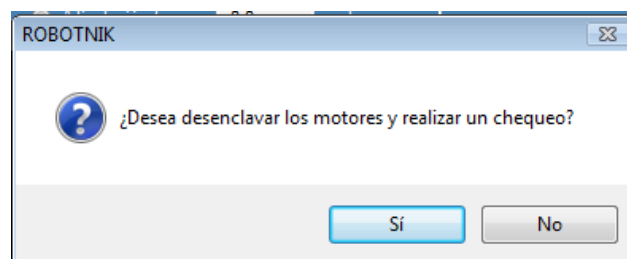 ROBOTNIK
¿Desea desenclavar los motores y realizar un chequeo?
Sí No